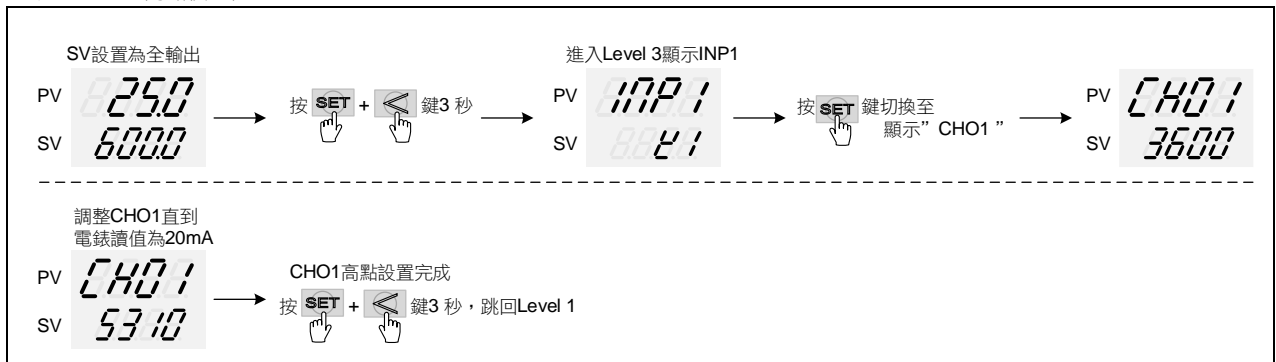 SV設置為全輸出
PV 25.0
SV 600.0
按 SET + < 鍵3 秒
進入Level 3顯示INP1
PV INP1
SV K1
按 SET 鍵切換至
顯示” CHO1 ”
PV CHO1
SV 3600
調整CHO1直到
電錶讀值為20mA
PV CHO1
SV 5310
CHO1高點設置完成
按 SET + < 鍵3 秒，跳回Level 1